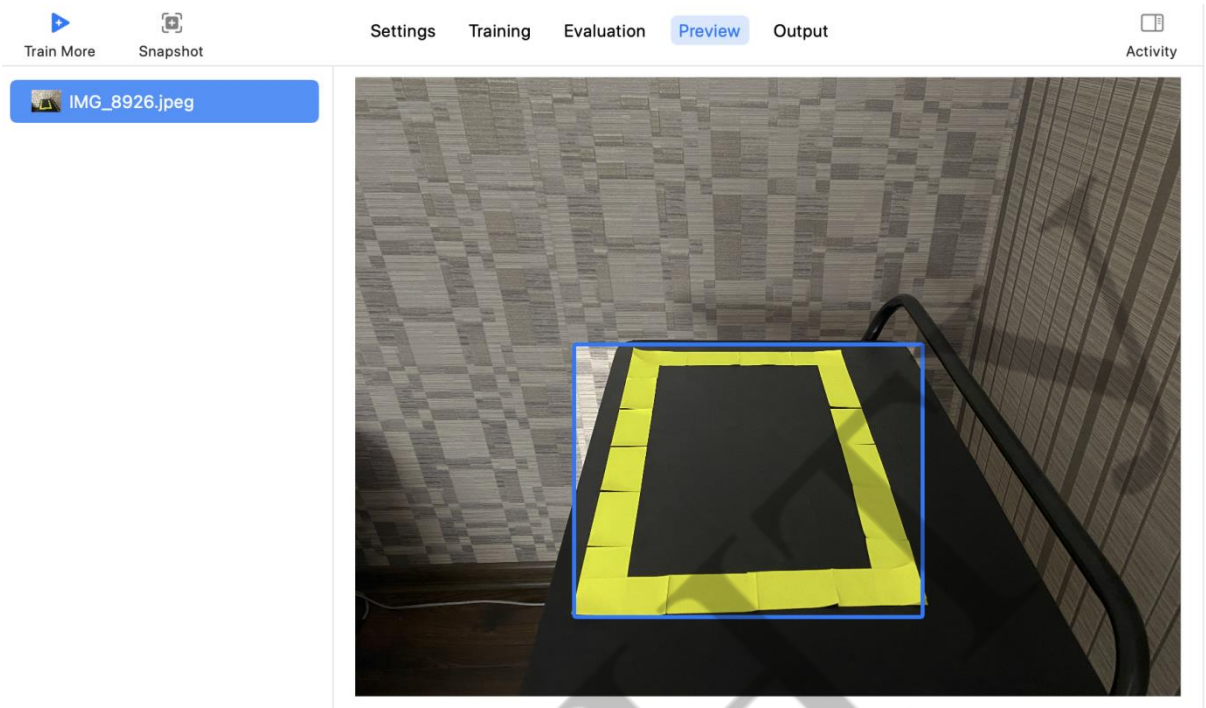 Train More
Snapshot
Settings
Training
Evaluation
Preview
Output
Activity
IMG_8926.jpeg